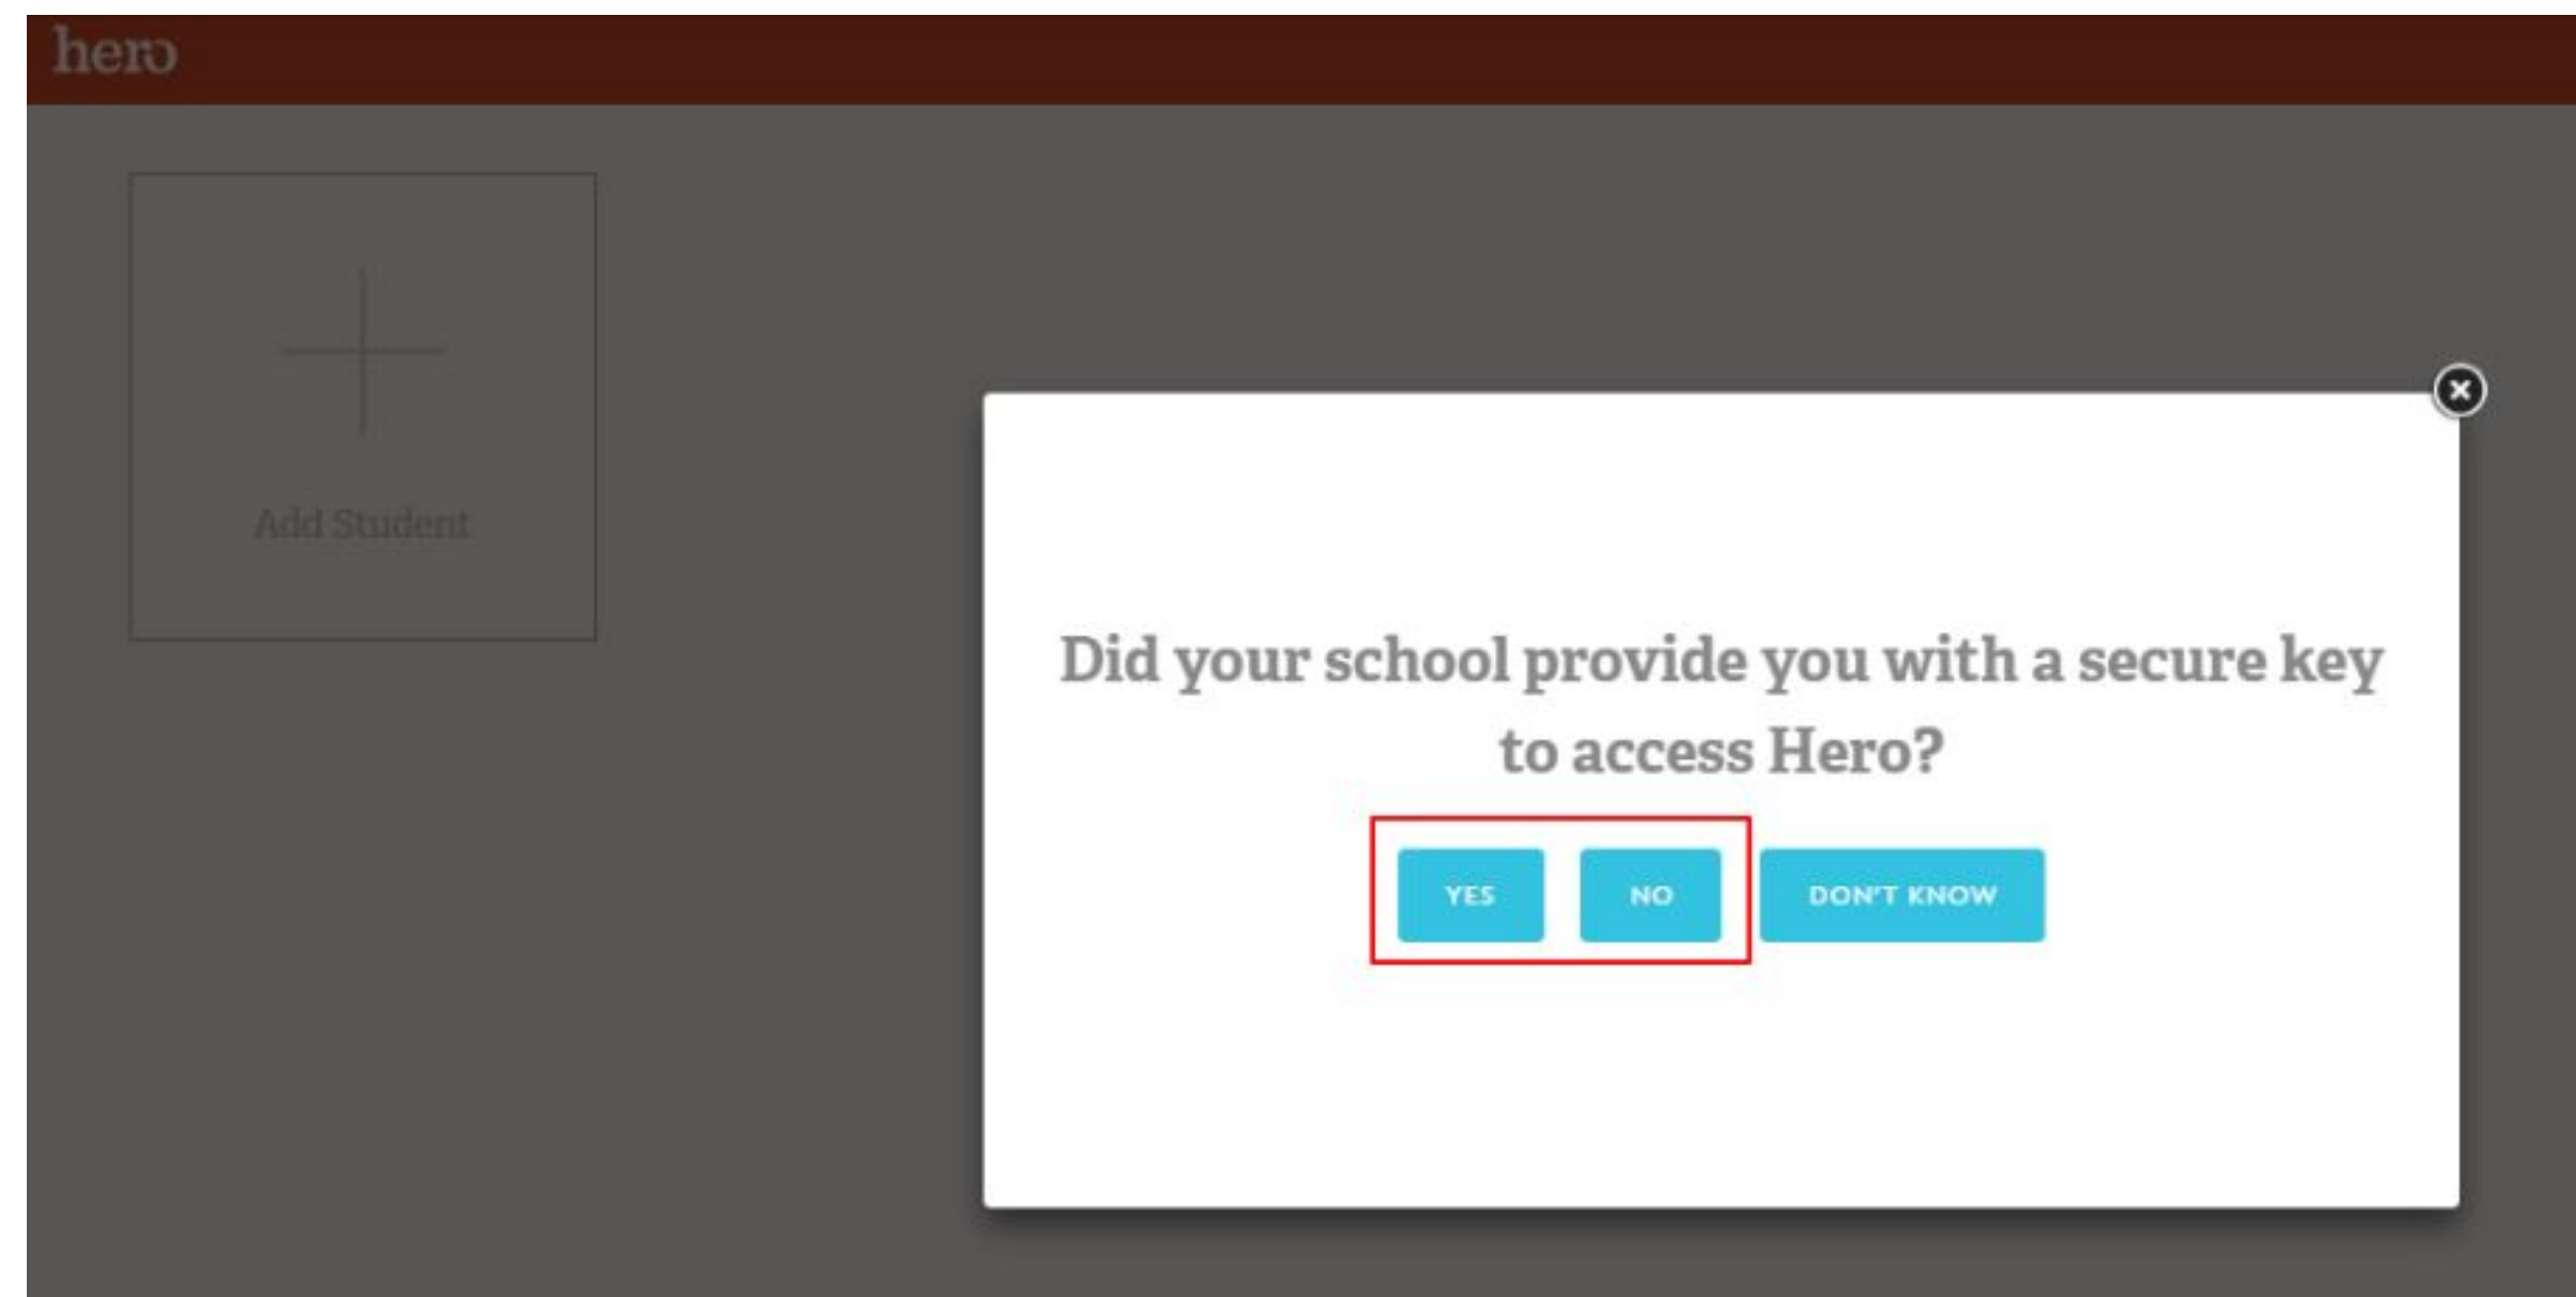 hero
Add Student
Did your school provide you with a secure key
to access Hero?
YES NO DON'T KNOW